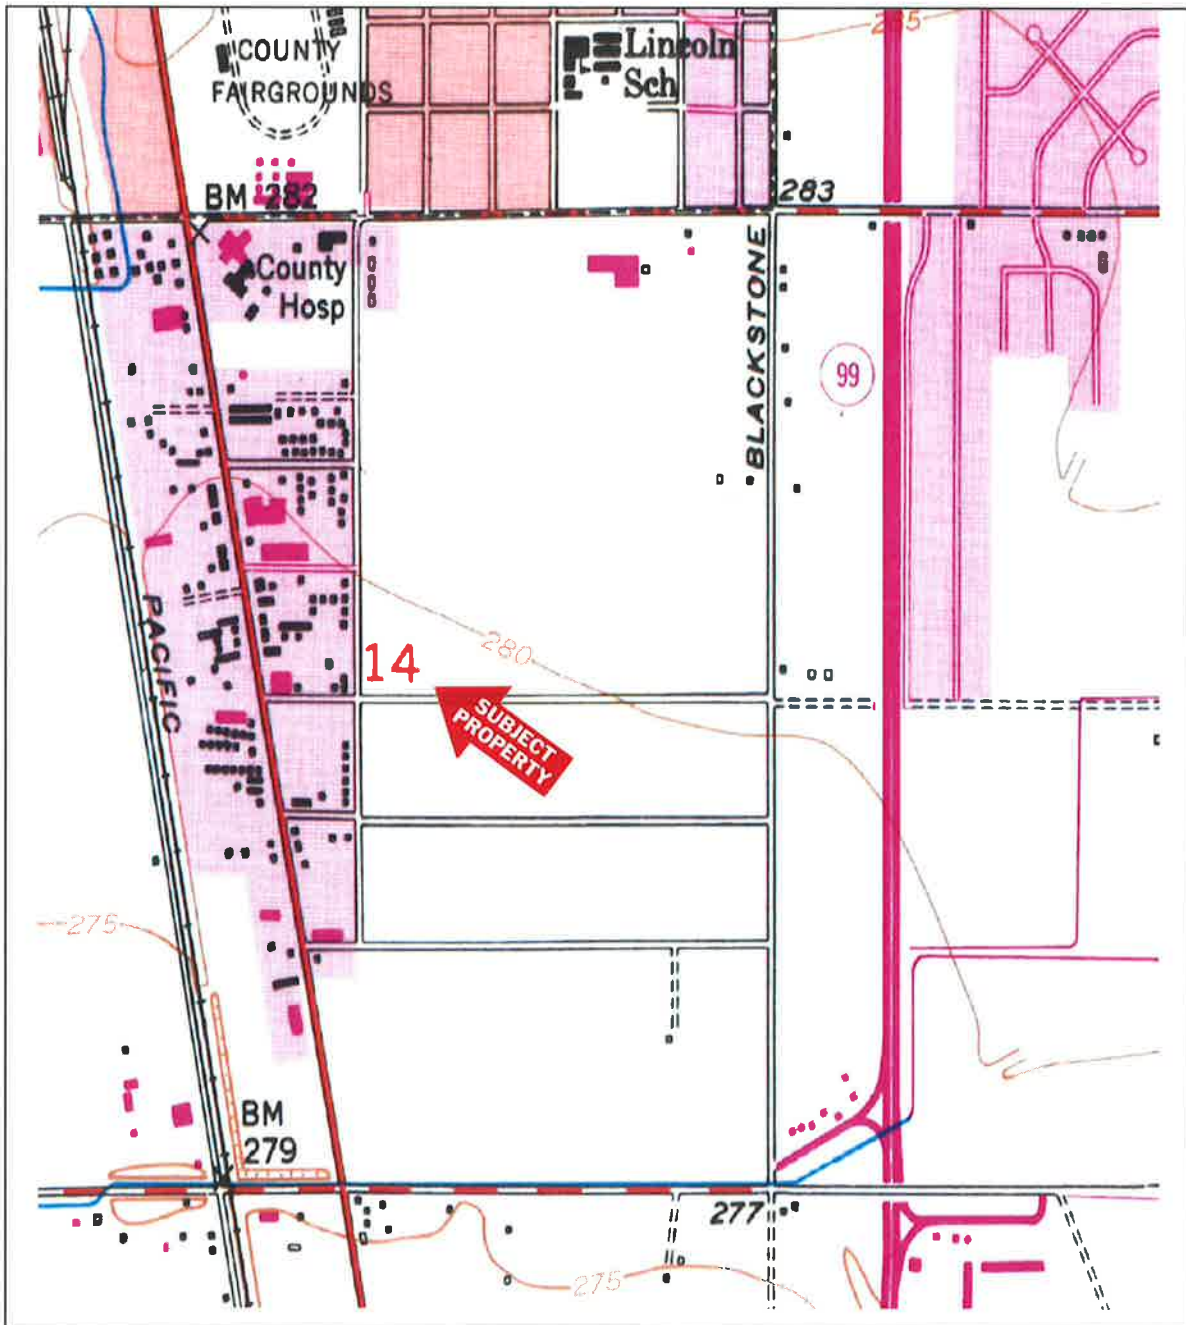 275
COUNTY
FAIRGROUNDS
Lincoln
Sch
BM 282
283
County
Hosp
BLACKSTONE
99
PACIFIC
14
280
SUBJECT
PROPERTY
275
BM
279
277
275